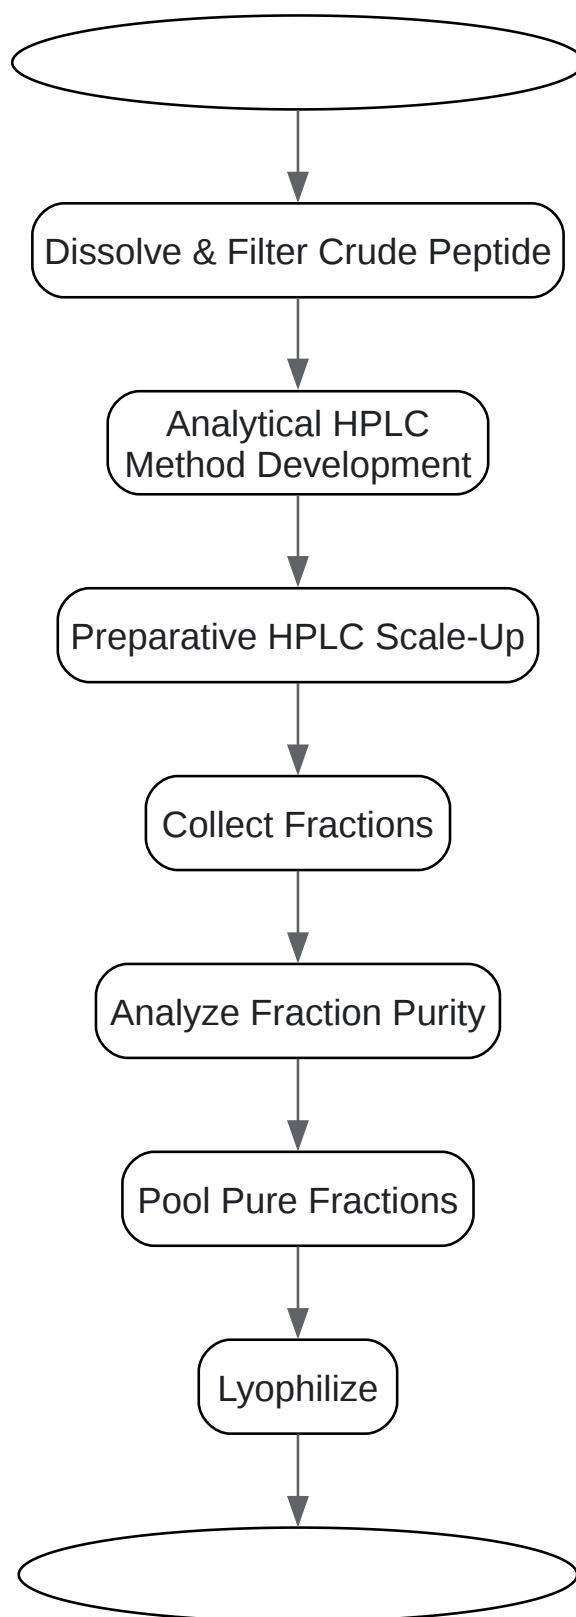 Dissolve & Filter Crude Peptide
Analytical HPLC
Method Development
Preparative HPLC Scale-Up
Collect Fractions
Analyze Fraction Purity
Pool Pure Fractions
Lyophilize